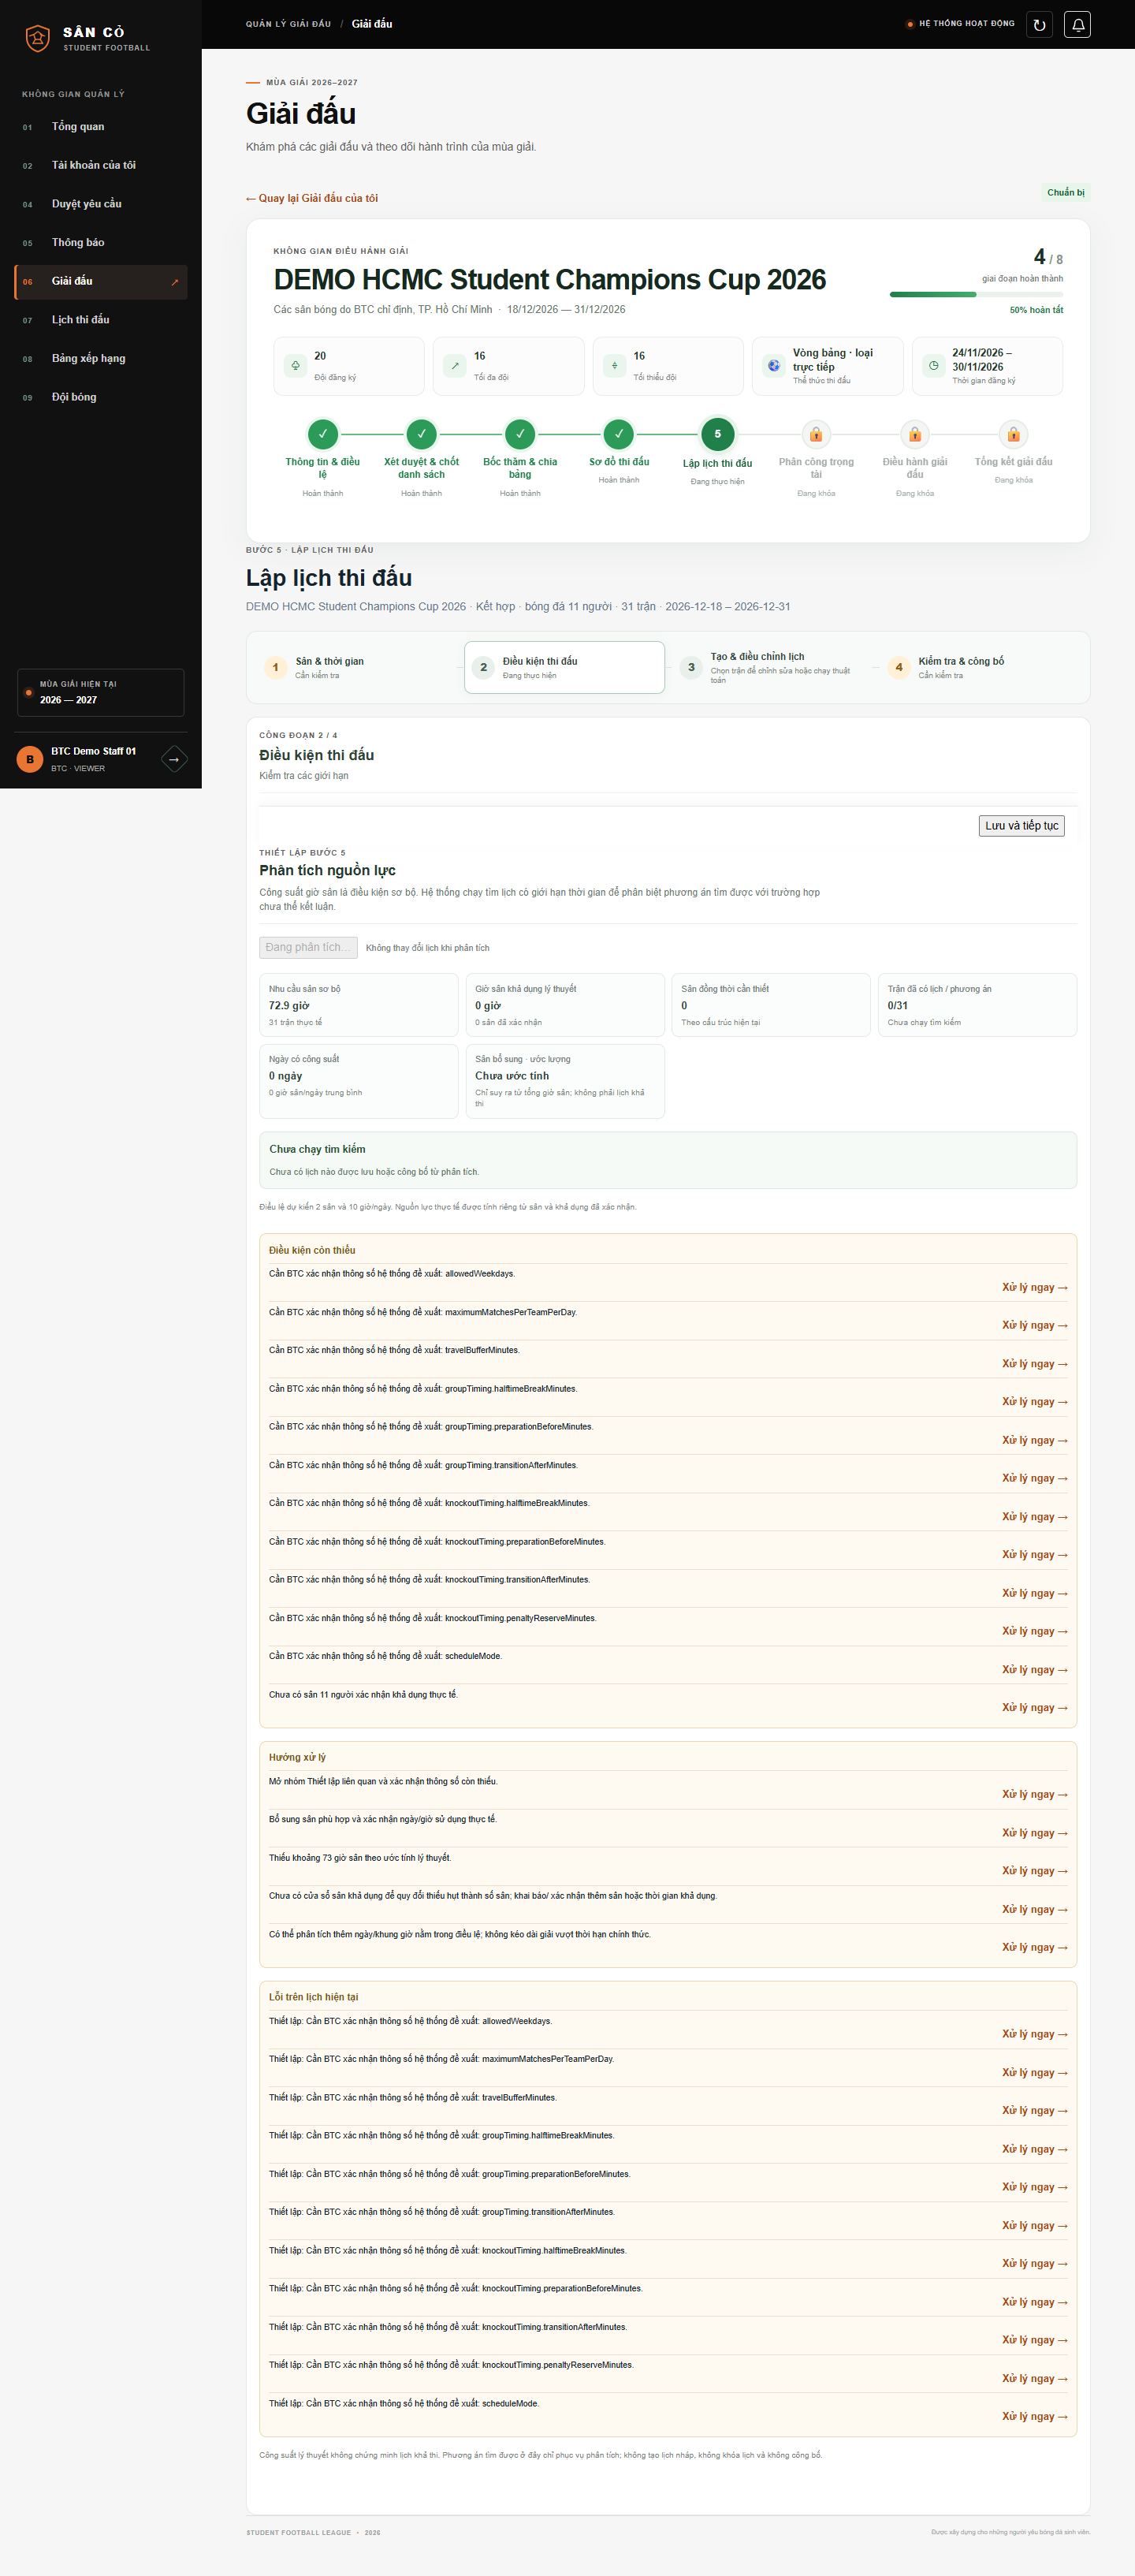 SÂN CỎ
STUDENT FOOTBALL
KHÔNG GIAN QUẢN LÝ
01 Tổng quan
02 Tài khoản của tôi
04 Duyệt yêu cầu
05 Thông báo
06 Giải đấu ↗
07 Lịch thi đấu
08 Bảng xếp hạng
09 Đội bóng
MÙA GIẢI HIỆN TẠI
2026 — 2027
B
BTC Demo Staff 01
BTC · VIEWER
→
QUẢN LÝ GIẢI ĐẤU / Giải đấu
HỆ THỐNG HOẠT ĐỘNG
MÙA GIẢI 2026–2027
Giải đấu
Khám phá các giải đấu và theo dõi hành trình của mùa giải.
← Quay lại Giải đấu của tôi
Chuẩn bị
KHÔNG GIAN ĐIỀU HÀNH GIẢI
DEMO HCMC Student Champions Cup 2026
Các sân bóng do BTC chỉ định, TP. Hồ Chí Minh · 18/12/2026 — 31/12/2026
4 / 8
giai đoạn hoàn thành
50% hoàn tất
20
Đội đăng ký
16
Tối đa đội
16
Tối thiểu đội
Vòng bảng · loại
trực tiếp
Thể thức thi đấu
24/11/2026 –
30/11/2026
Thời gian đăng ký
✓ ✓ ✓ ✓ 5
Thông tin & điều
lệ
Hoàn thành
Xét duyệt & chốt
danh sách
Hoàn thành
Bốc thăm & chia
bảng
Hoàn thành
Sơ đồ thi đấu
Hoàn thành
Lập lịch thi đấu
Đang thực hiện
Phân công trọng
tài
Đang khóa
Điều hành giải
đấu
Đang khóa
Tổng kết giải đấu
Đang khóa
BƯỚC 5 · LẬP LỊCH THI ĐẤU
Lập lịch thi đấu
DEMO HCMC Student Champions Cup 2026 · Kết hợp · bóng đá 11 người · 31 trận · 2026-12-18 – 2026-12-31
1
Sân & thời gian
Cần kiểm tra
2
Điều kiện thi đấu
Đang thực hiện
3
Tạo & điều chỉnh lịch
Chọn trận để chỉnh sửa hoặc chạy thuật
toán
4
Kiểm tra & công bố
Cần kiểm tra
CÔNG ĐOẠN 2 / 4
Điều kiện thi đấu
Kiểm tra các giới hạn
Lưu và tiếp tục
THIẾT LẬP BƯỚC 5
Phân tích nguồn lực
Công suất giờ sân là điều kiện sơ bộ. Hệ thống chạy tìm lịch có giới hạn thời gian để phân biệt phương án tìm được với trường hợp
chưa thể kết luận.
Đang phân tích...
Không thay đổi lịch khi phân tích
Nhu cầu sân sơ bộ
72.9 giờ
31 trận thực tế
Giờ sân khả dụng lý thuyết
0 giờ
0 sân đã xác nhận
Sân đồng thời cần thiết
0
Theo cấu trúc hiện tại
Trận đã có lịch / phương án
0/31
Chưa chạy tìm kiếm
Ngày có công suất
0 ngày
0 giờ sân/ngày trung bình
Sân bổ sung · ước lượng
Chưa ước tính
Chỉ suy ra từ tổng giờ sân; không phải lịch khả
thi
Chưa chạy tìm kiếm
Chưa có lịch nào được lưu hoặc công bố từ phân tích.
Điều lệ dự kiến 2 sân và 10 giờ/ngày. Nguồn lực thực tế được tính riêng từ sân và khả dụng đã xác nhận.
Điều kiện còn thiếu
Cần BTC xác nhận thông số hệ thống đề xuất: allowedWeekdays.
Xử lý ngay →
Cần BTC xác nhận thông số hệ thống đề xuất: maximumMatchesPerTeamPerDay.
Xử lý ngay →
Cần BTC xác nhận thông số hệ thống đề xuất: travelBufferMinutes.
Xử lý ngay →
Cần BTC xác nhận thông số hệ thống đề xuất: groupTiming.halftimeBreakMinutes.
Xử lý ngay →
Cần BTC xác nhận thông số hệ thống đề xuất: groupTiming.preparationBeforeMinutes.
Xử lý ngay →
Cần BTC xác nhận thông số hệ thống đề xuất: groupTiming.transitionAfterMinutes.
Xử lý ngay →
Cần BTC xác nhận thông số hệ thống đề xuất: knockoutTiming.halftimeBreakMinutes.
Xử lý ngay →
Cần BTC xác nhận thông số hệ thống đề xuất: knockoutTiming.preparationBeforeMinutes.
Xử lý ngay →
Cần BTC xác nhận thông số hệ thống đề xuất: knockoutTiming.transitionAfterMinutes.
Xử lý ngay →
Cần BTC xác nhận thông số hệ thống đề xuất: knockoutTiming.penaltyReserveMinutes.
Xử lý ngay →
Cần BTC xác nhận thông số hệ thống đề xuất: scheduleMode.
Xử lý ngay →
Chưa có sân 11 người xác nhận khả dụng thực tế.
Xử lý ngay →
Hướng xử lý
Mở nhóm Thiết lập liên quan và xác nhận thông số còn thiếu.
Xử lý ngay →
Bổ sung sân phù hợp và xác nhận ngày/giờ sử dụng thực tế.
Xử lý ngay →
Thiếu khoảng 73 giờ sân theo ước tính lý thuyết.
Xử lý ngay →
Chưa có cửa sổ sân khả dụng để quy đổi thiếu hụt thành số sân; khai báo/ xác nhận thêm sân hoặc thời gian khả dụng.
Xử lý ngay →
Có thể phân tích thêm ngày/khung giờ nằm trong điều lệ; không kéo dài giải vượt thời hạn chính thức.
Xử lý ngay →
Lỗi trên lịch hiện tại
Thiết lập: Cần BTC xác nhận thông số hệ thống đề xuất: allowedWeekdays.
Xử lý ngay →
Thiết lập: Cần BTC xác nhận thông số hệ thống đề xuất: maximumMatchesPerTeamPerDay.
Xử lý ngay →
Thiết lập: Cần BTC xác nhận thông số hệ thống đề xuất: travelBufferMinutes.
Xử lý ngay →
Thiết lập: Cần BTC xác nhận thông số hệ thống đề xuất: groupTiming.halftimeBreakMinutes.
Xử lý ngay →
Thiết lập: Cần BTC xác nhận thông số hệ thống đề xuất: groupTiming.preparationBeforeMinutes.
Xử lý ngay →
Thiết lập: Cần BTC xác nhận thông số hệ thống đề xuất: groupTiming.transitionAfterMinutes.
Xử lý ngay →
Thiết lập: Cần BTC xác nhận thông số hệ thống đề xuất: knockoutTiming.halftimeBreakMinutes.
Xử lý ngay →
Thiết lập: Cần BTC xác nhận thông số hệ thống đề xuất: knockoutTiming.preparationBeforeMinutes.
Xử lý ngay →
Thiết lập: Cần BTC xác nhận thông số hệ thống đề xuất: knockoutTiming.transitionAfterMinutes.
Xử lý ngay →
Thiết lập: Cần BTC xác nhận thông số hệ thống đề xuất: knockoutTiming.penaltyReserveMinutes.
Xử lý ngay →
Thiết lập: Cần BTC xác nhận thông số hệ thống đề xuất: scheduleMode.
Xử lý ngay →
Công suất lý thuyết không chứng minh lịch khả thi. Phương án tìm được ở đây chỉ phục vụ phân tích; không tạo lịch nháp, không khóa lịch và không công bố.
STUDENT FOOTBALL LEAGUE • 2026
Được xây dựng cho những người yêu bóng đá sinh viên.